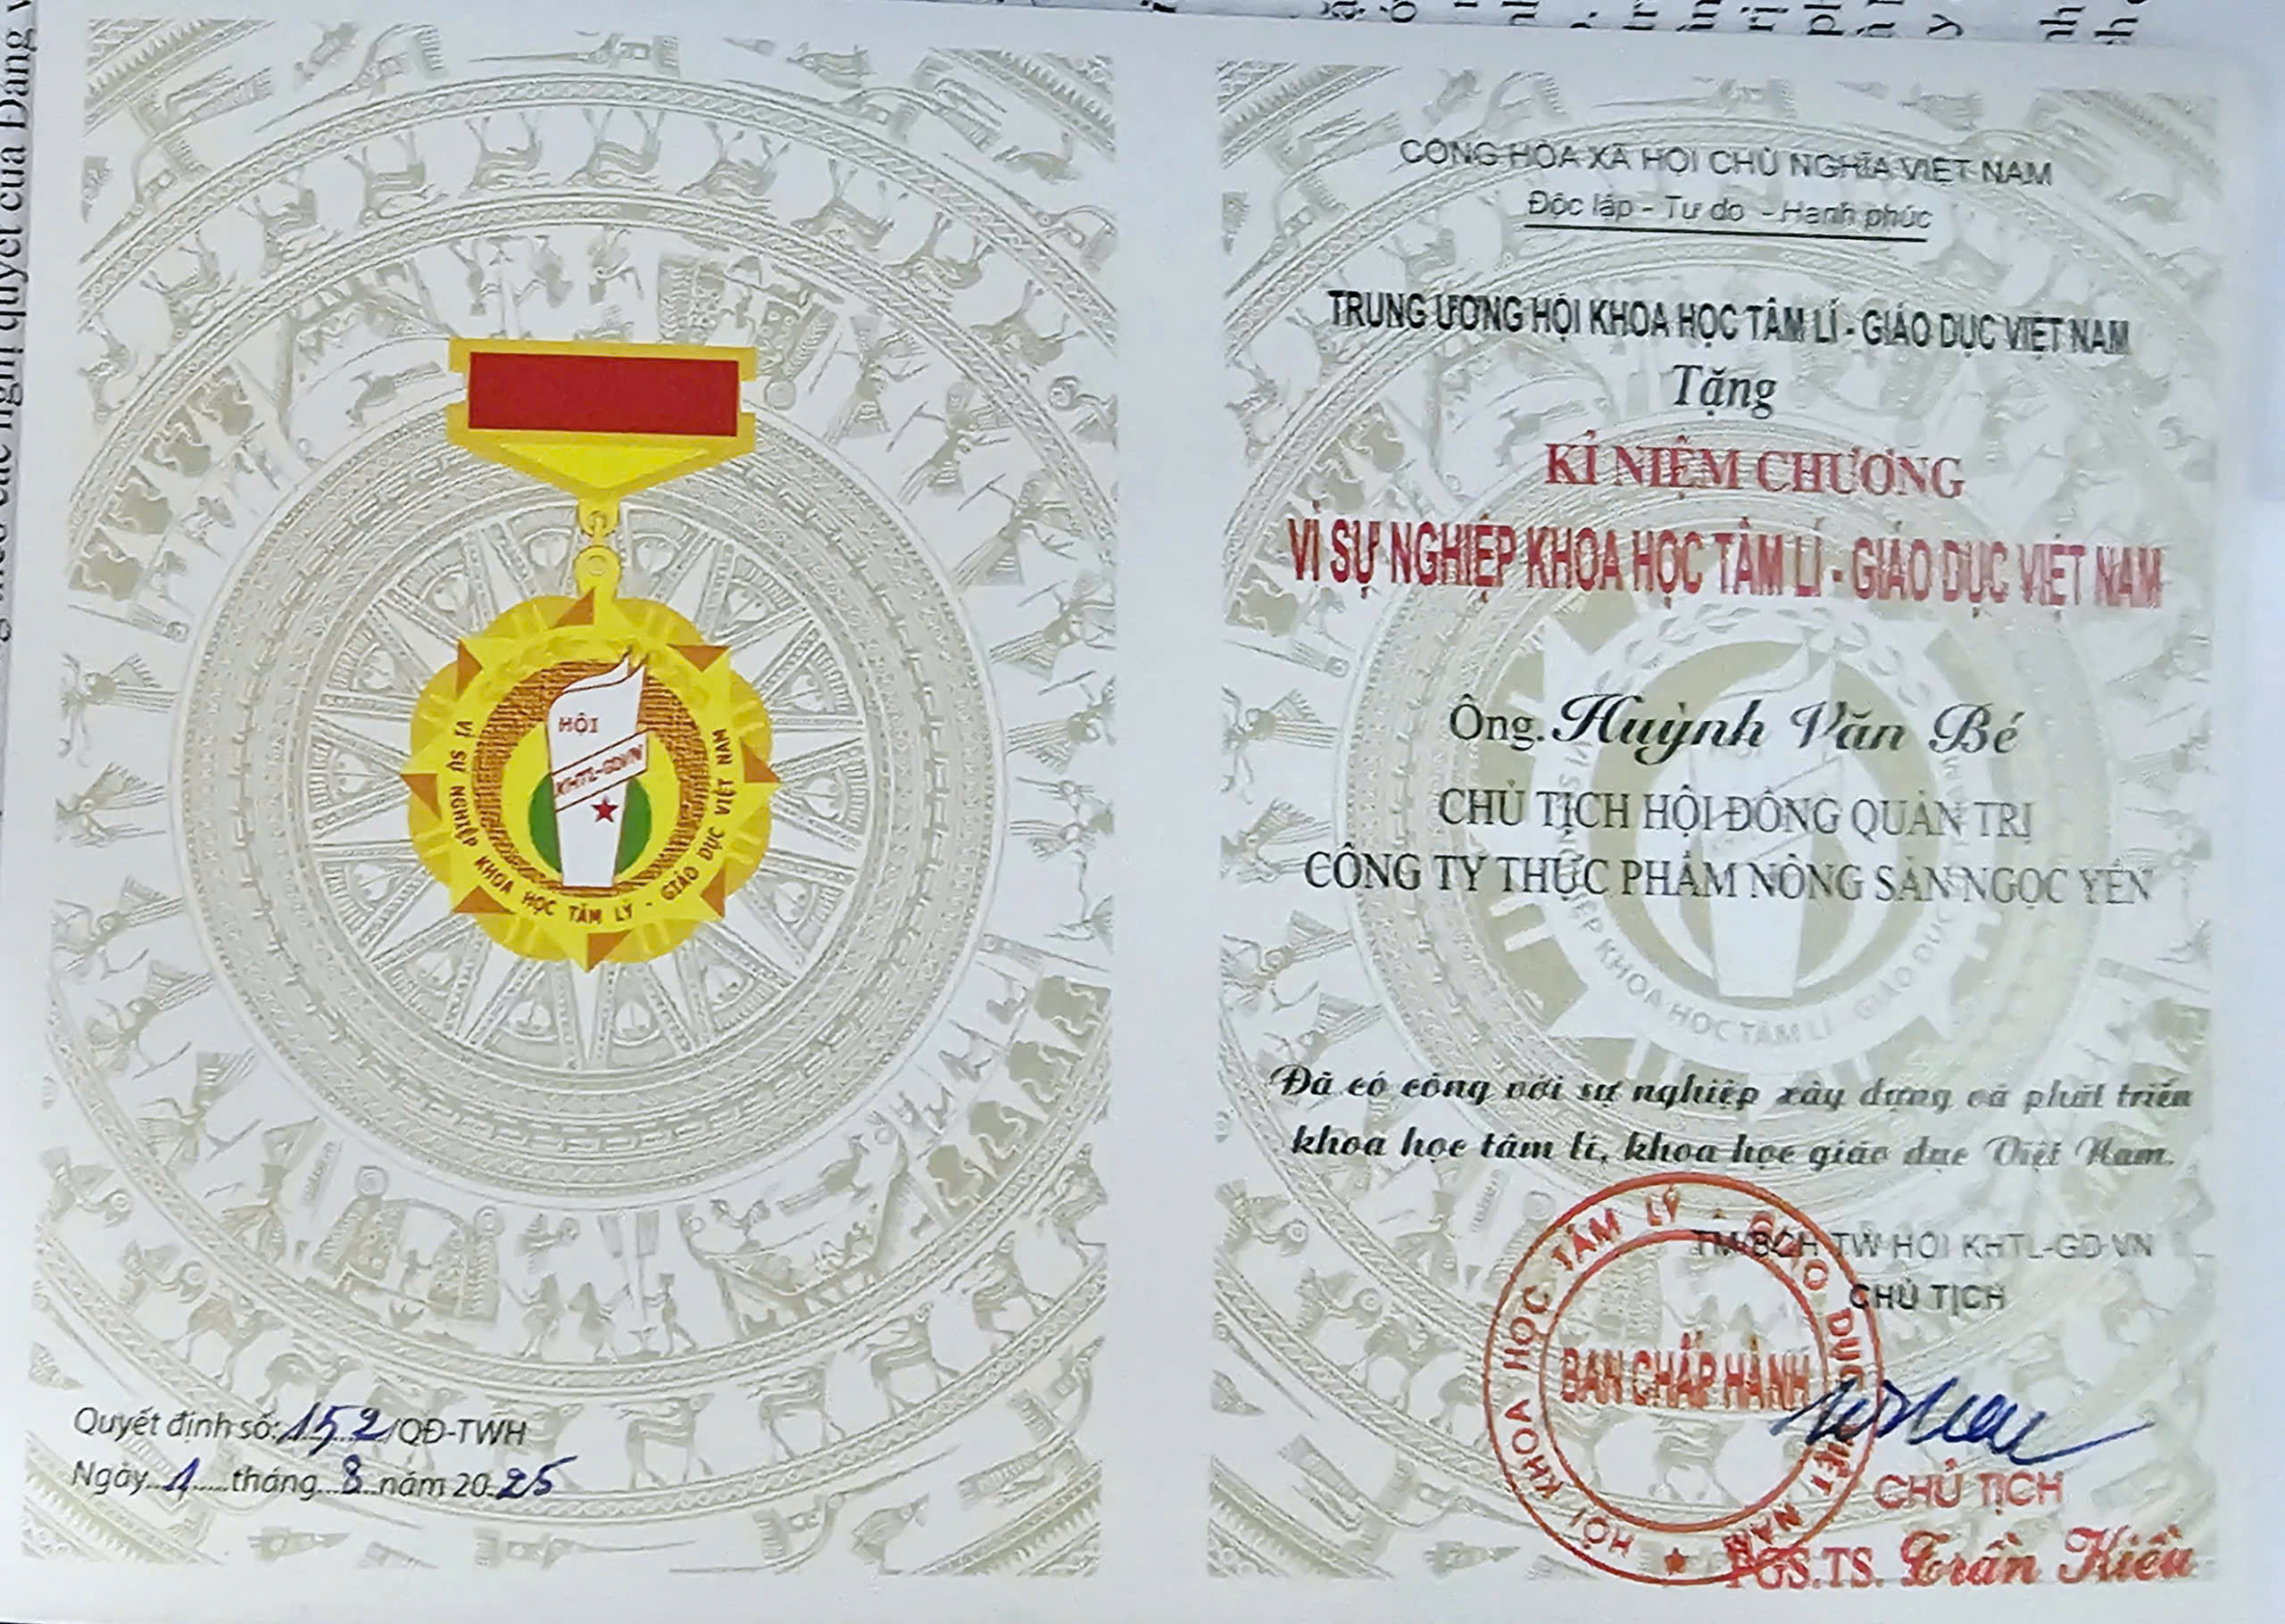 HỘI
KHTL-GDVN
VÌ SỰ NGHIỆP KHOA HỌC TÂM LÝ - GIÁO DỤC VIỆT NAM
Quyết định số: 152/QĐ-TWH
Ngày 1 tháng 8 năm 2025
CỘNG HÒA XÃ HỘI CHỦ NGHĨA VIỆT NAM
Độc lập - Tự do - Hạnh phúc
TRUNG ƯƠNG HỘI KHOA HỌC TÂM LÍ - GIÁO DỤC VIỆT NAM
Tặng
KỈ NIỆM CHƯƠNG
VÌ SỰ NGHIỆP KHOA HỌC TÂM LÍ - GIÁO DỤC VIỆT NAM
Ông. Huỳnh Văn Bé
CHỦ TỊCH HỘI ĐỒNG QUẢN TRỊ
CÔNG TY THỰC PHẨM NÔNG SẢN NGỌC YẾN
Đã có công với sự nghiệp xây dựng và phát triển
khoa học tâm lí, khoa học giáo dục Việt Nam.
TM BCH TW HỘI KHTL-GD VN
CHỦ TỊCH
HỘI KHOA HỌC TÂM LÝ - GIÁO DỤC VIỆT NAM
BAN CHẤP HÀNH
CHỦ TỊCH
PGS.TS. Trần Kiều